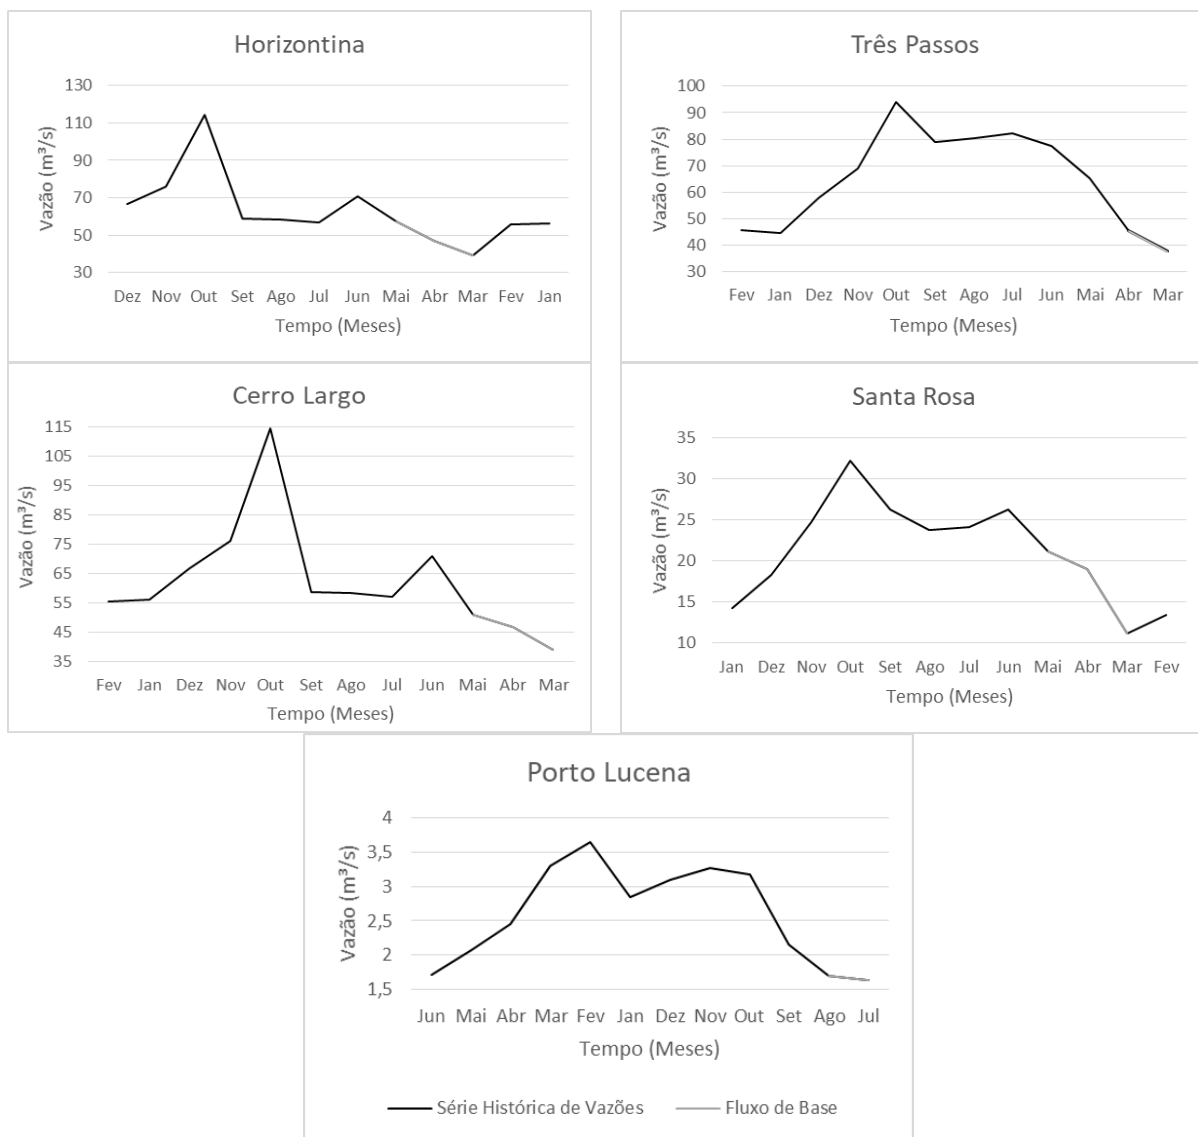 Horizontina
Vazão (m³/s)
130
110
90
70
50
30
Dez Nov Out Set Ago Jul Jun Mai Abr Mar Fev Jan
Tempo (Meses)
Três Passos
Vazão (m³/s)
100
90
80
70
60
50
40
30
Fev Jan Dez Nov Out Set Ago Jul Jun Mai Abr Mar
Tempo (Meses)
Cerro Largo
Vazão (m³/s)
115
105
95
85
75
65
55
45
35
Fev Jan Dez Nov Out Set Ago Jul Jun Mai Abr Mar
Tempo (Meses)
Santa Rosa
Vazão (m³/s)
35
30
25
20
15
10
Jan Dez Nov Out Set Ago Jul Jun Mai Abr Mar Fev
Tempo (Meses)
Porto Lucena
Vazão (m³/s)
4
3,5
3
2,5
2
1,5
Jun Mai Abr Mar Fev Jan Dez Nov Out Set Ago Jul
Tempo (Meses)
Série Histórica de Vazões Fluxo de Base